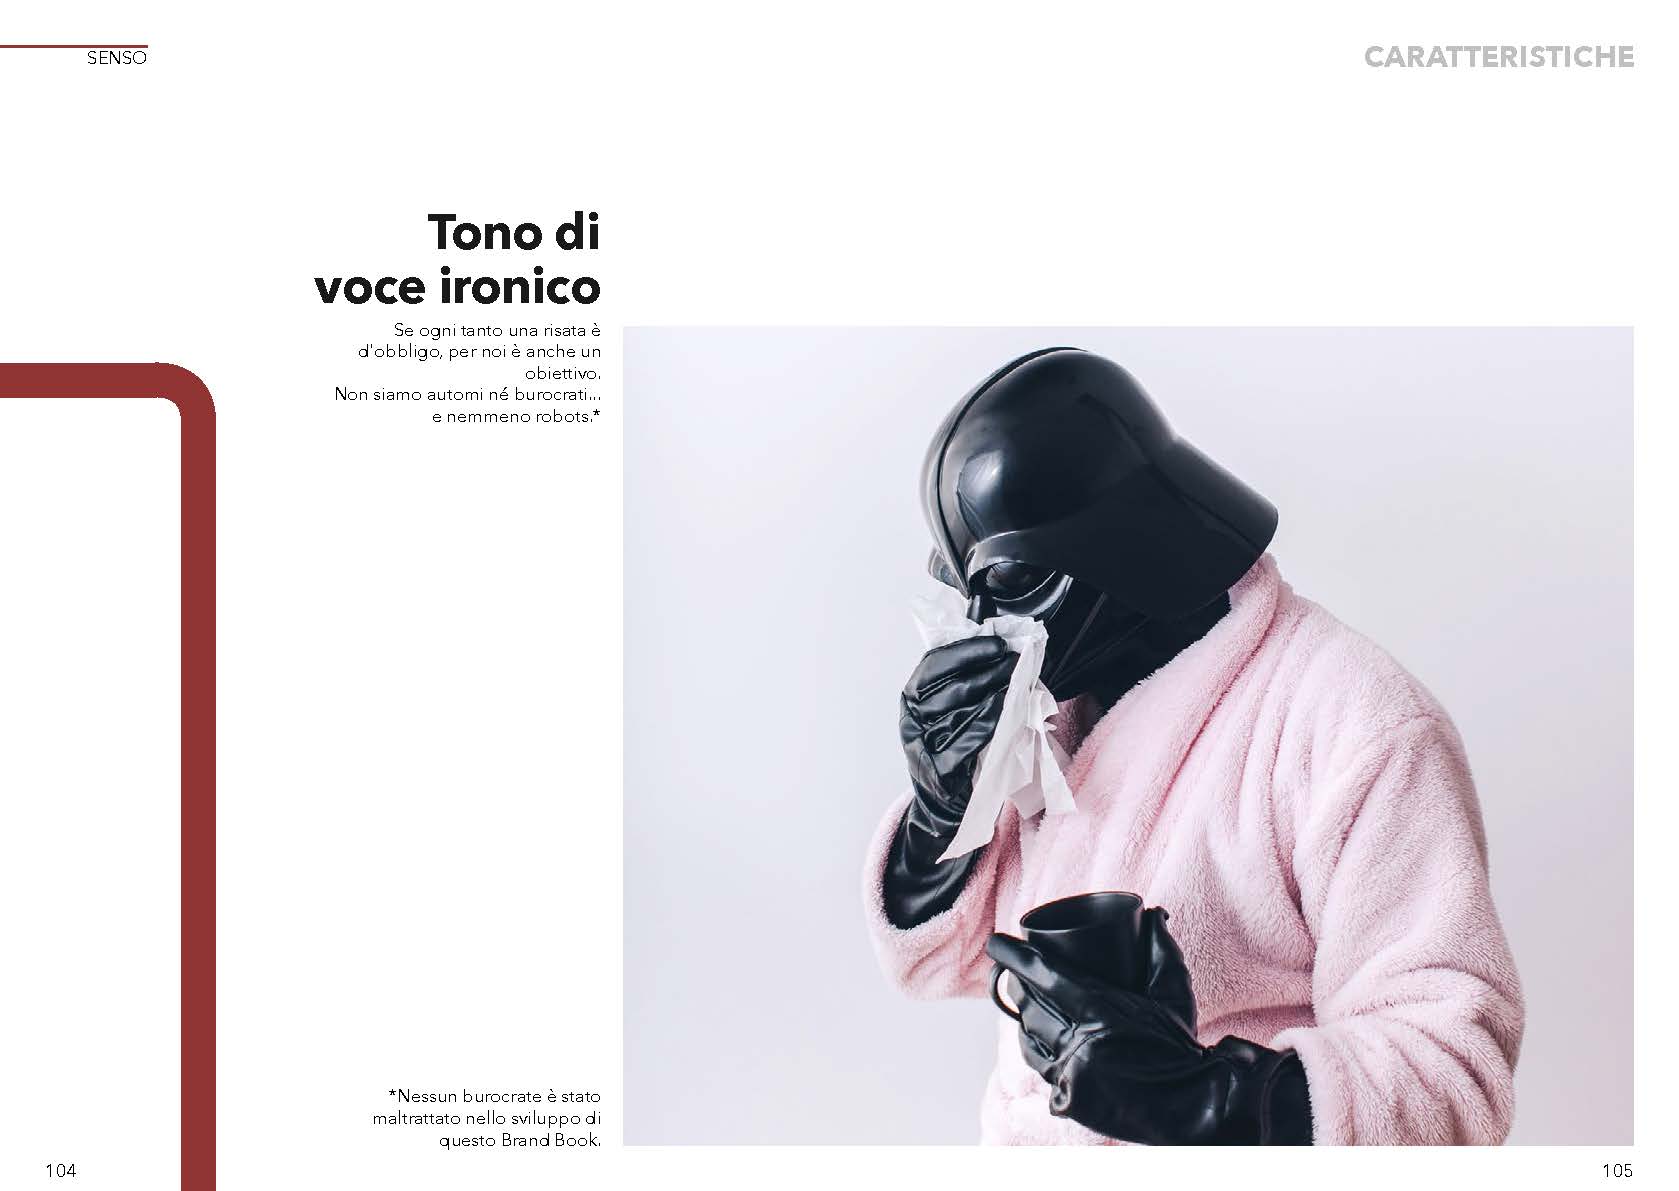 SENSO
CARATTERISTICHE
Tono di
voce ironico
Se ogni tanto una risata è
d'obbligo, per noi è anche un
obiettivo.
Non siamo automi né burocrati...
e nemmeno robots.*
*Nessun burocrate è stato
maltrattato nello sviluppo di
questo Brand Book.
104
105